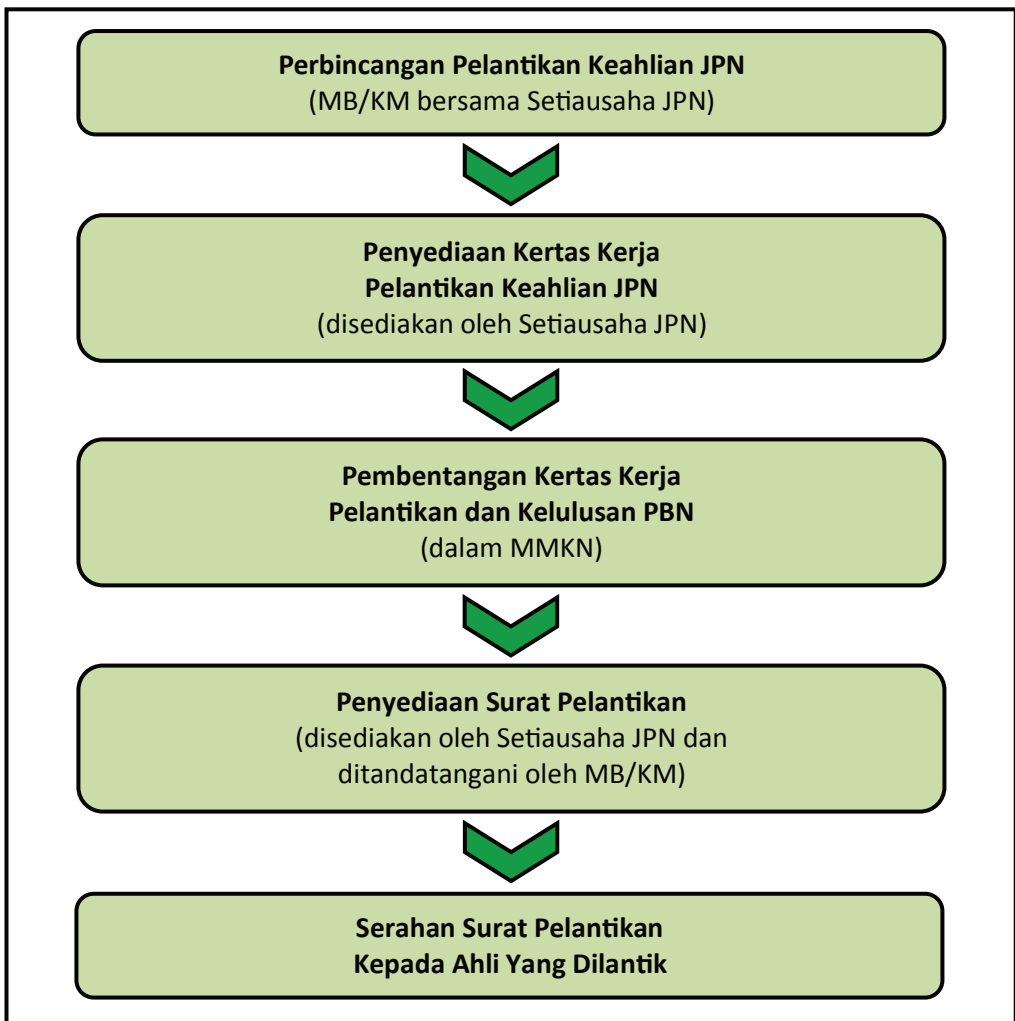 Perbincangan Pelantikan Keahlian JPN
(MB/KM bersama Setiausaha JPN)
Penyediaan Kertas Kerja
Pelantikan Keahlian JPN
(disediakan oleh Setiausaha JPN)
Pembentangan Kertas Kerja
Pelantikan dan Kelulusan PBN
(dalam MMKN)
Penyediaan Surat Pelantikan
(disediakan oleh Setiausaha JPN dan
ditandatangani oleh MB/KM)
Serahan Surat Pelantikan
Kepada Ahli Yang Dilantik